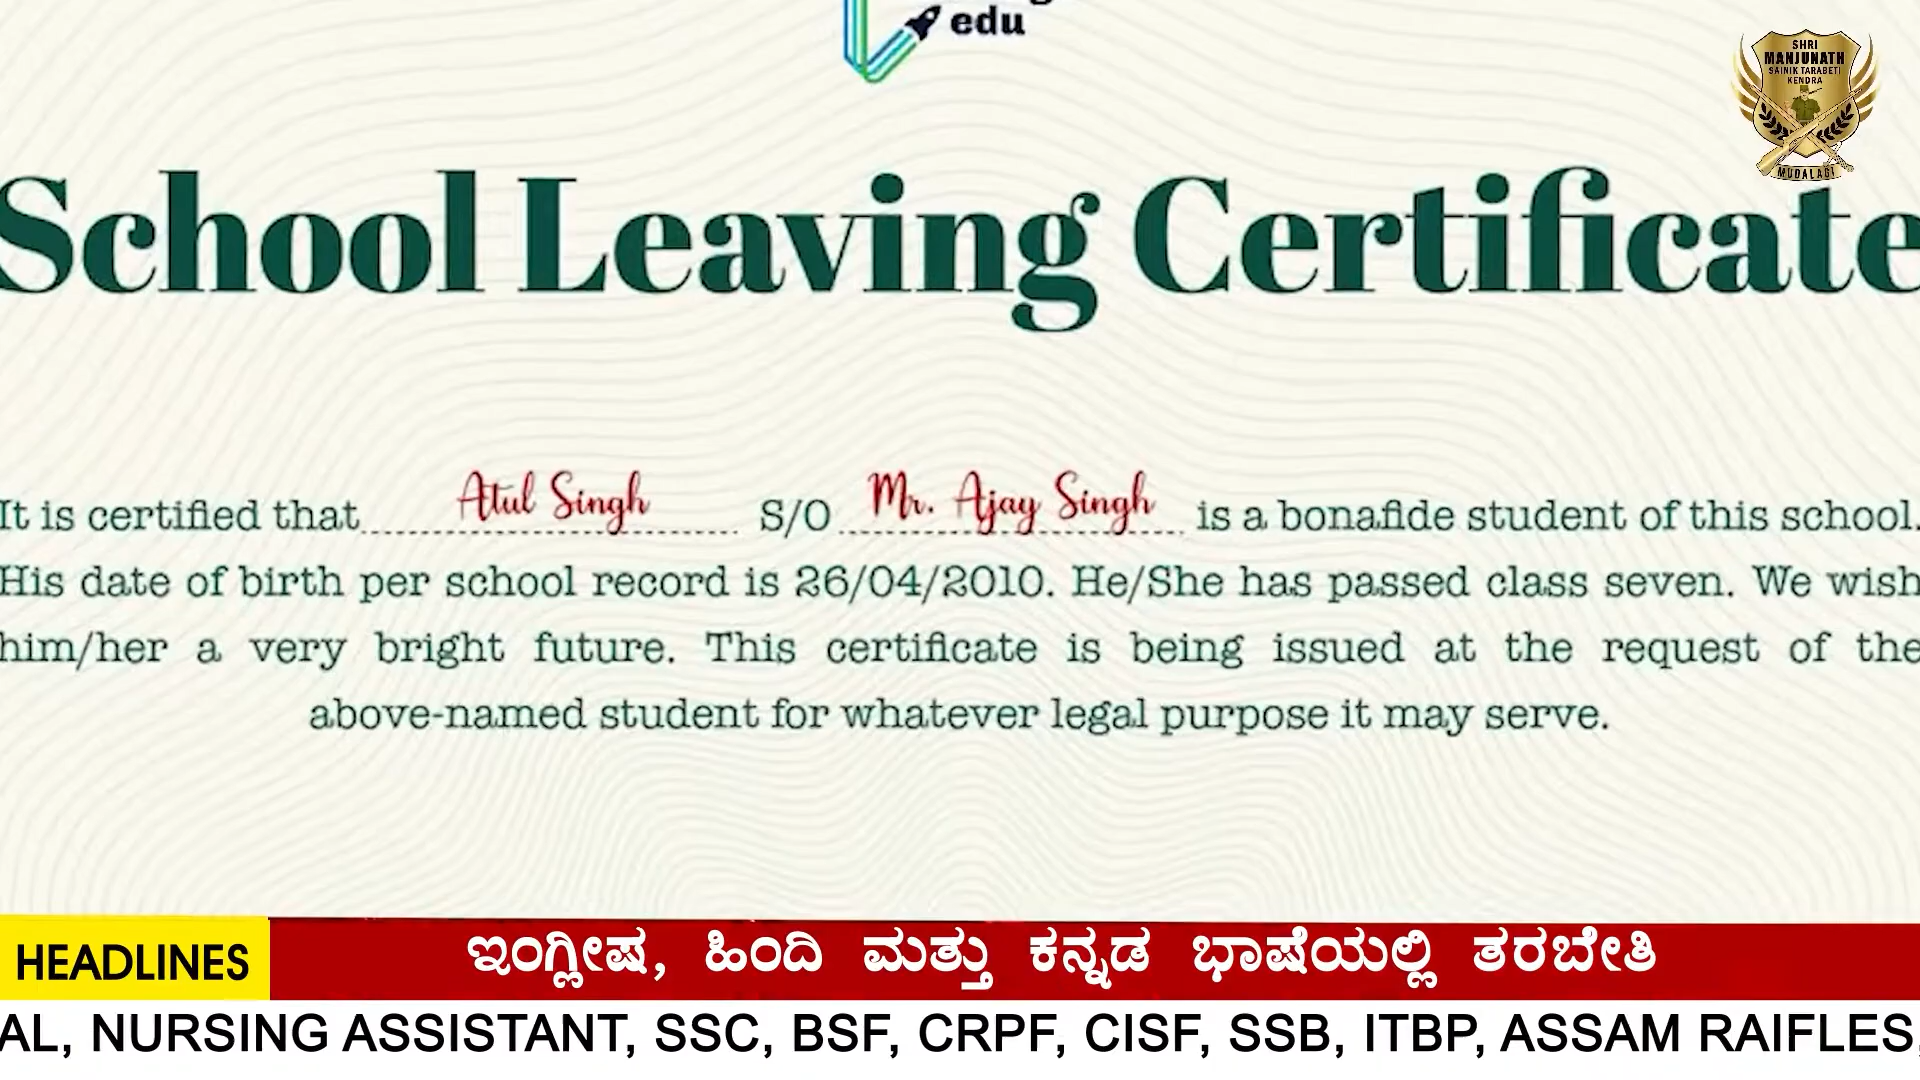 edu
SHRI
MANJUNATH
SAINIK TARABETI
KENDRA
MUDALAGI
School Leaving Certificate
It is certified that Atul Singh S/O Mr. Ajay Singh is a bonafide student of this school.
His date of birth per school record is 26/04/2010. He/She has passed class seven. We wish
him/her a very bright future. This certificate is being issued at the request of the
above-named student for whatever legal purpose it may serve.
HEADLINES
ಇಂಗ್ಲೀಷ, ಹಿಂದಿ ಮತ್ತು ಕನ್ನಡ ಭಾಷೆಯಲ್ಲಿ ತರಬೇತಿ
AL, NURSING ASSISTANT, SSC, BSF, CRPF, CISF, SSB, ITBP, ASSAM RAIFLES,